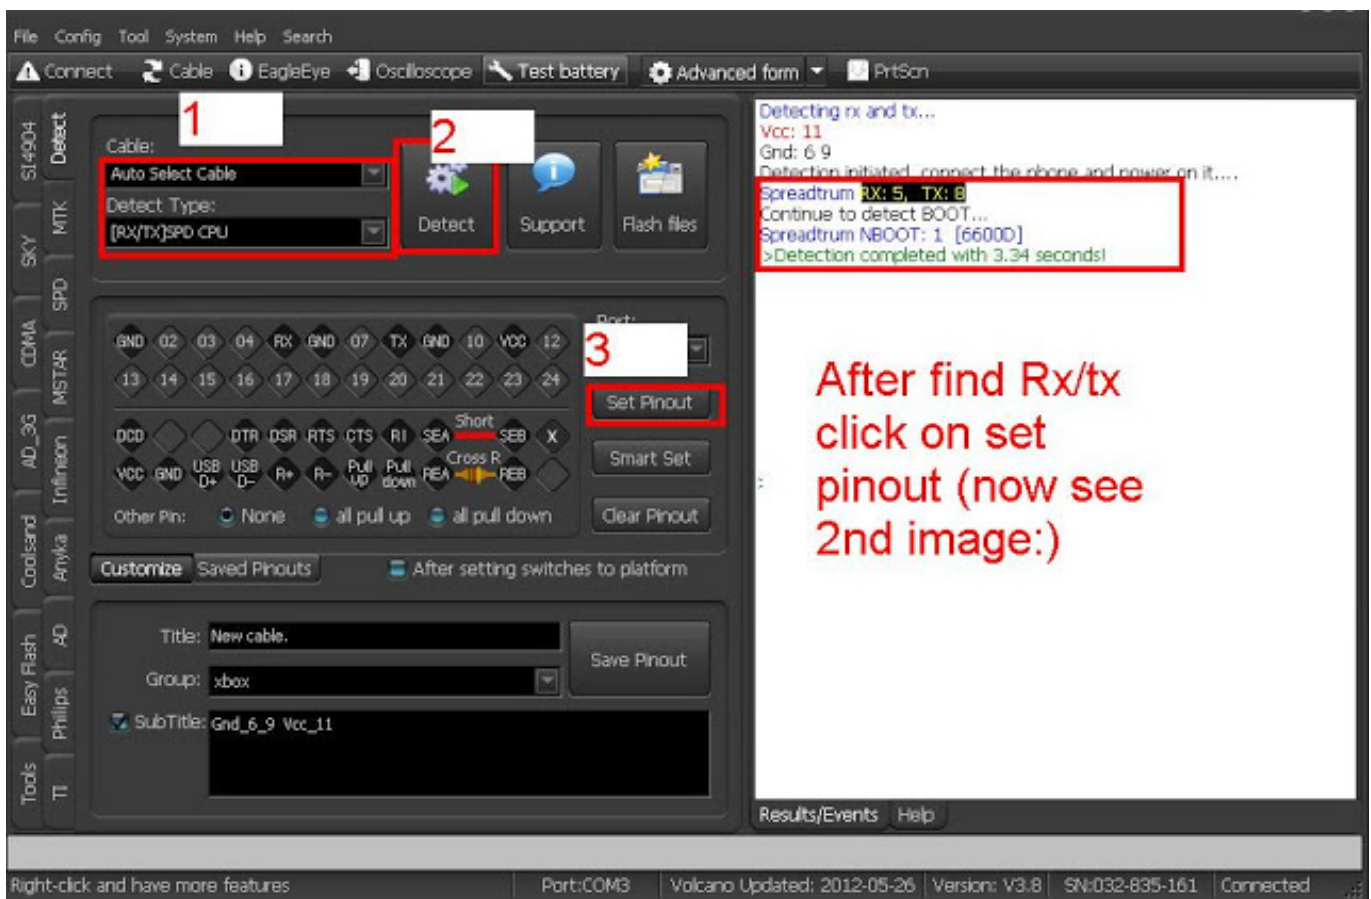 File Config Tool System Help Search
Connect Cable EagleEye Oscilloscope Test battery Advanced form PrtScn
SI4904
SKY
CDMA
AD_3G
Coolsand
Easy Flash
Tools
Detect
MTK
SPD
MSTAR
Infineon
Anyka
AD
Philips
TI
1
Cable:
Auto Select Cable
Detect Type:
[RX/TX]SPD CPU
2
Detect
Support
Flash files
GND 02 03 04 RX GND 07 TX GND 10 VCC 12
13 14 15 16 17 18 19 20 21 22 23 24
DCD DTR DSR RTS CTS RI SEA Short SEB X
VCC GND USB D+ USB D- R+ R- Pull up Pull down REA Cross R REB
Other Pin: None all pull up all pull down
Port:
3
Set Pinout
Smart Set
Clear Pinout
Customize Saved Pinouts After setting switches to platform
Title: New cable.
Group: xbox
SubTitle: Gnd_6_9 Vcc_11
Save Pinout
Detecting rx and tx...
Vcc: 11
Gnd: 6 9
Detection initiated, connect the phone and power on it....
Spreadtrum RX: 5, TX: 8
Continue to detect BOOT...
Spreadtrum NBOOT: 1 [6600D]
>Detection completed with 3.34 seconds!
After find Rx/tx
click on set
pinout (now see
2nd image:)
Results/Events Help
Right-click and have more features Port:COM3 Volcano Updated: 2012-05-26 Version: V3.8 SN:032-835-161 Connected